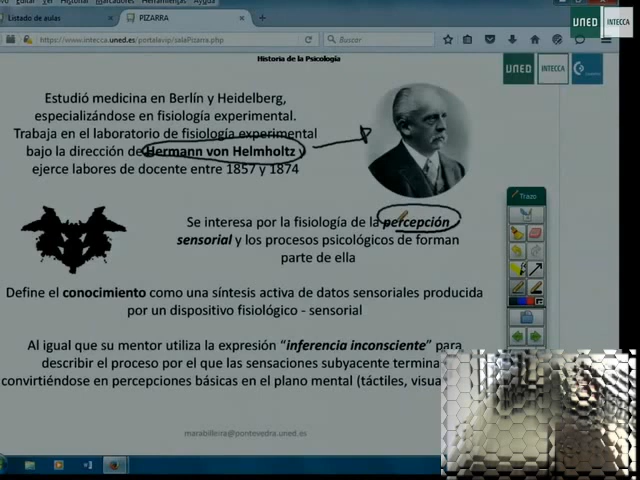 Listado de aulas
PIZARRA
https://www.intecca.uned.es/portalavip/salaPizarra.php
Buscar
UNED
INTECCA
Historia de la Psicología
UNED
INTECCA
Estudió medicina en Berlín y Heidelberg,
especializándose en fisiología experimental.
Trabaja en el laboratorio de fisiología experimental
bajo la dirección de Hermann von Helmholtz y
ejerce labores de docente entre 1857 y 1874
Trazo
Se interesa por la fisiología de la percepción
sensorial y los procesos psicológicos de forman
parte de ella
Define el conocimiento como una síntesis activa de datos sensoriales producida
por un dispositivo fisiológico - sensorial
Al igual que su mentor utiliza la expresión "inferencia inconsciente" para
describir el proceso por el que las sensaciones subyacente
convirtiéndose en percepciones básicas en el plano mental (táctiles,
marabilleira@pontevedra.uned.es